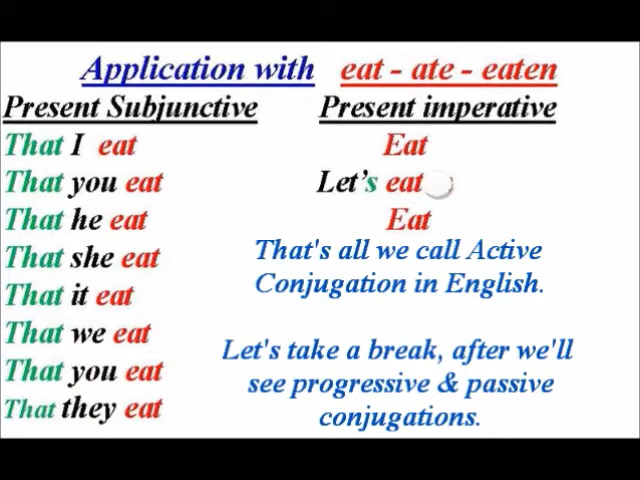 Application with eat - ate - eaten
Present Subjunctive Present imperative
That I eat Eat
That you eat Let's eat
That he eat Eat
That she eat
That it eat
That we eat
That you eat
That they eat
That's all we call Active
Conjugation in English.
Let's take a break, after we'll
see progressive & passive
conjugations.